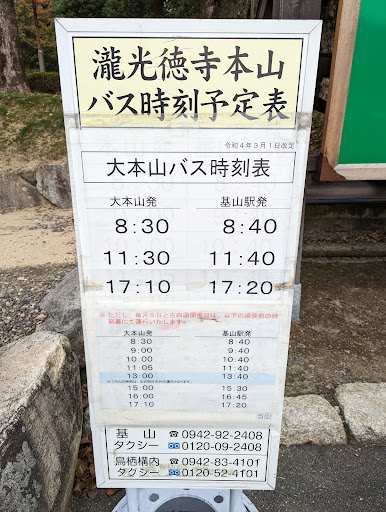 瀧光徳寺本山
バス時刻予定表
令和4年3月1日改定
大本山バス時刻表
大本山発 基山駅発
8:30 8:40
11:30 11:40
17:10 17:20
大本山発 基山駅発
8:30 8:40
9:00 9:40
10:00 10:40
11:05 11:40
13:00 13:40
15:00 15:30
16:00 16:45
17:10 17:20
基山 ☎ 0942-92-2408
タクシー 0120-09-2408
鳥栖構内 ☎ 0942-83-4101
タクシー 0120-52-4101